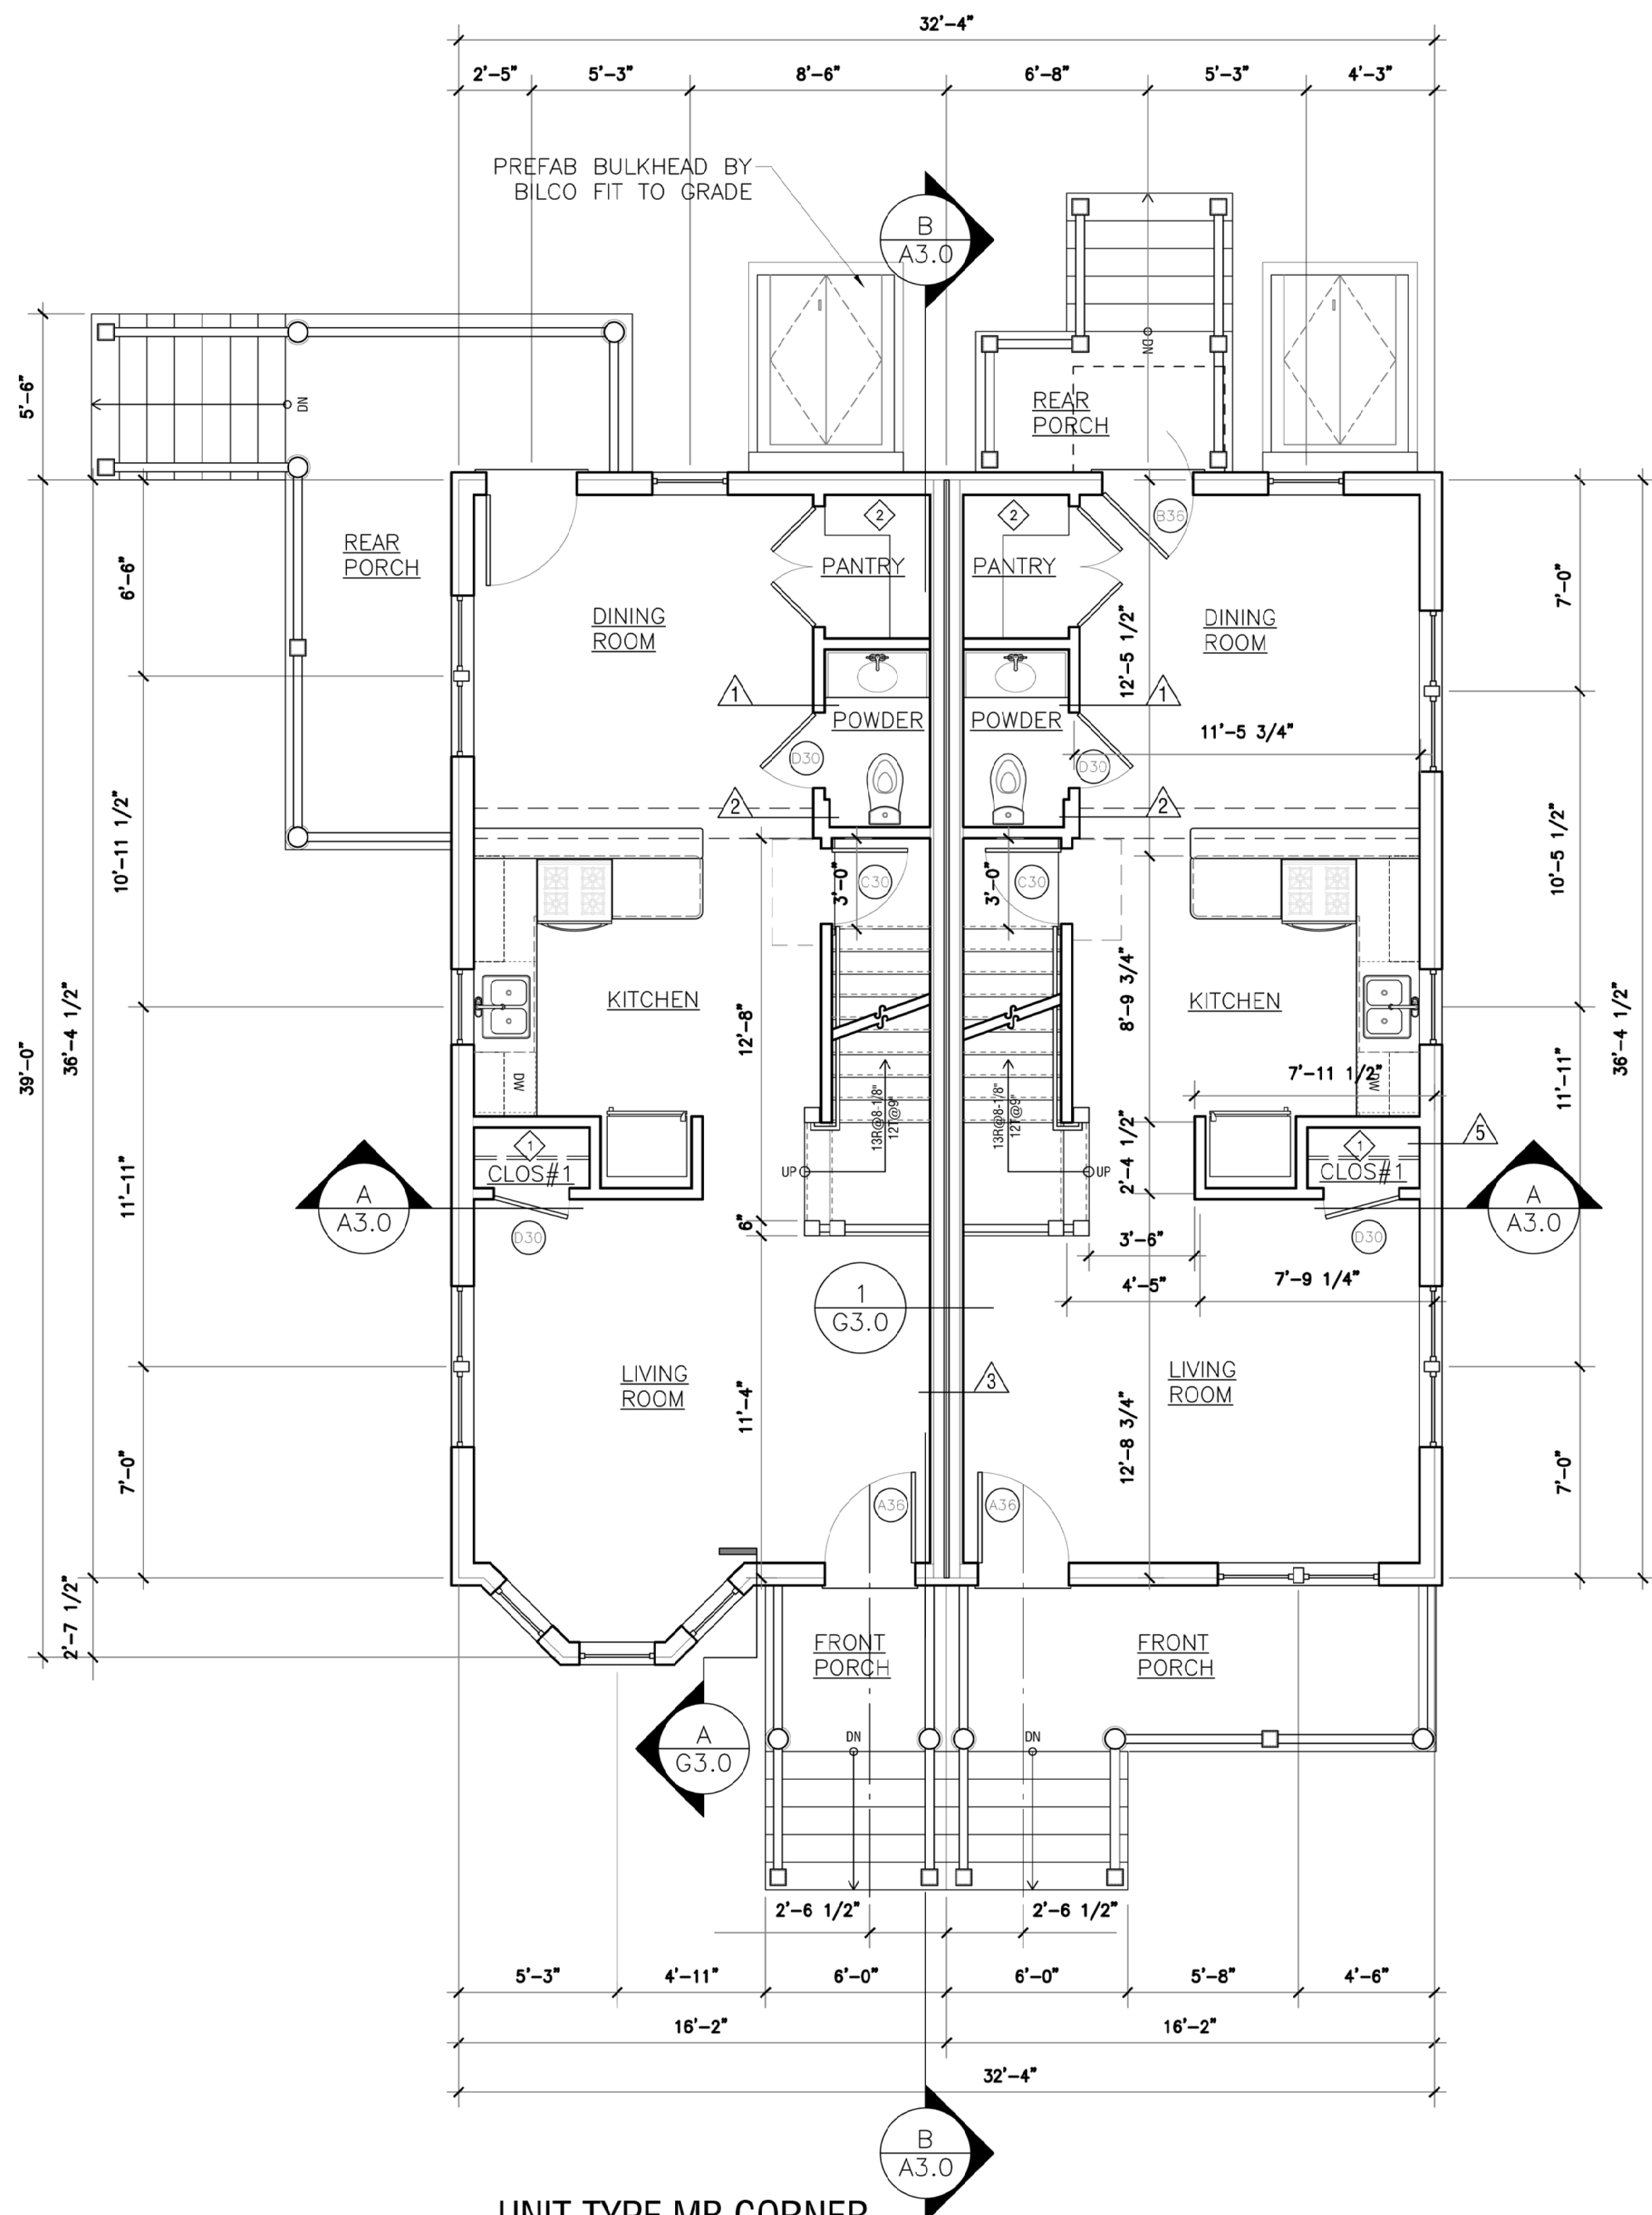 32'-4"
2'-5" 5'-3" 8'-6" 6'-8" 5'-3" 4'-3"
PREFAB BULKHEAD BY
BILCO FIT TO GRADE
B
A3.0
5'-6"
DN
DN
REAR
PORCH
REAR
PORCH
6'-6"
7'-0"
2
2
B36
PANTRY
PANTRY
DINING
ROOM
DINING
ROOM
12'-5 1/2"
1
1
POWDER
POWDER
11'-5 3/4"
D30
D30
2
2
10'-11 1/2"
10'-5 1/2"
3'-0"
C30
3'-0"
C30
KITCHEN
KITCHEN
12'-8"
8'-9 3/4"
39'-0"
36'-4 1/2"
36'-4 1/2"
DW
DW
7'-11 1/2"
13R@8-1/8"
12T@9"
13R@8-1/8"
12T@9"
11'-11"
11'-11"
1
CLOS#1
1
CLOS#1
5
UP
UP
2'-4 1/2"
A
A3.0
A
A3.0
D30
D30
6"
3'-6"
4'-5"
7'-9 1/4"
1
G3.0
LIVING
ROOM
LIVING
ROOM
3
11'-4"
12'-8 3/4"
7'-0"
7'-0"
A36
A36
2'-7 1/2"
FRONT
PORCH
FRONT
PORCH
A
G3.0
DN
DN
2'-6 1/2" 2'-6 1/2"
5'-3" 4'-11" 6'-0" 6'-0" 5'-8" 4'-6"
16'-2" 16'-2"
32'-4"
B
A3.0
UNIT TYPE MR CORNER